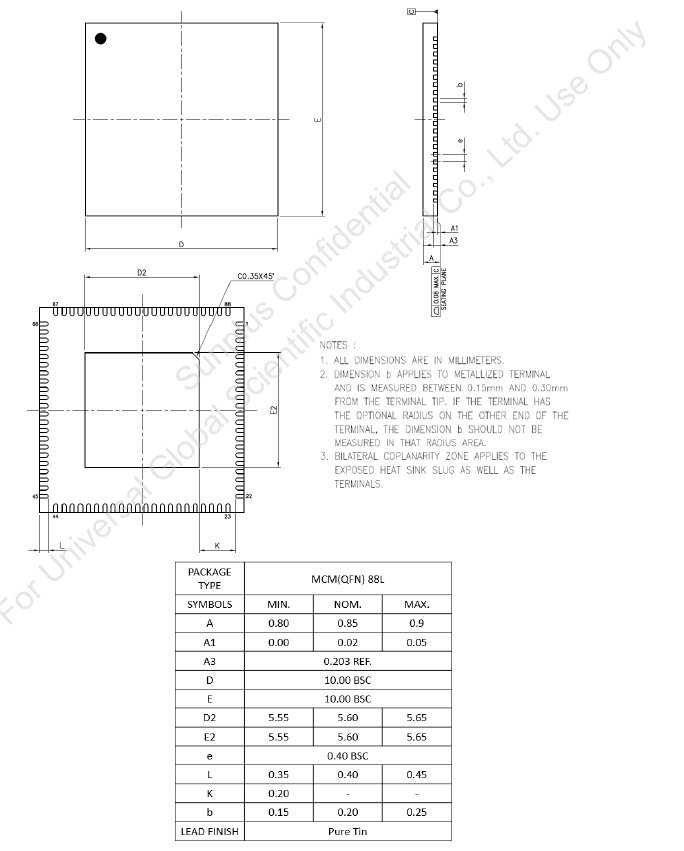 C
b
e
E
D
A1
A3
A
0.08 MAX C
SEATING PLANE
D2
C0.35X45°
67
88
66
1
E2
45
22
44
23
L
K
NOTES :
1. ALL DIMENSIONS ARE IN MILLIMETERS.
2. DIMENSION b APPLIES TO METALLIZED TERMINAL
AND IS MEASURED BETWEEN 0.15mm AND 0.30mm
FROM THE TERMINAL TIP. IF THE TERMINAL HAS
THE OPTIONAL RADIUS ON THE OTHER END OF THE
TERMINAL, THE DIMENSION b SHOULD NOT BE
MEASURED IN THAT RADIUS AREA.
3. BILATERAL COPLANARITY ZONE APPLIES TO THE
EXPOSED HEAT SINK SLUG AS WELL AS THE
TERMINALS.
Sunplus Confidential
For Universal Global Scientific Industrial Co., Ltd. Use Only
PACKAGE TYPE MCM(QFN) 88L
SYMBOLS MIN. NOM. MAX.
A 0.80 0.85 0.9
A1 0.00 0.02 0.05
A3 0.203 REF.
D 10.00 BSC
E 10.00 BSC
D2 5.55 5.60 5.65
E2 5.55 5.60 5.65
e 0.40 BSC
L 0.35 0.40 0.45
K 0.20 - -
b 0.15 0.20 0.25
LEAD FINISH Pure Tin